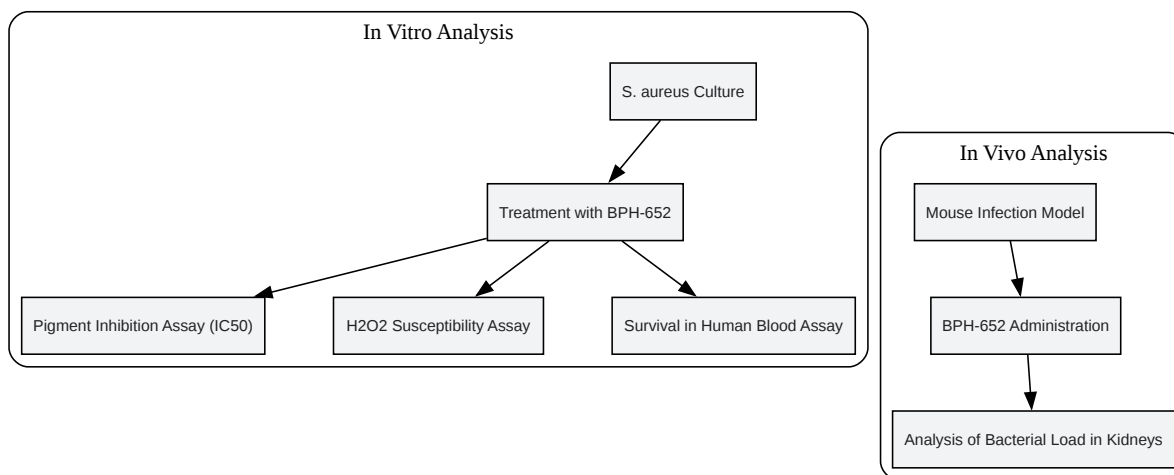 In Vitro Analysis
S. aureus Culture
Treatment with BPH-652
Pigment Inhibition Assay (IC50)
H2O2 Susceptibility Assay
Survival in Human Blood Assay
In Vivo Analysis
Mouse Infection Model
BPH-652 Administration
Analysis of Bacterial Load in Kidneys